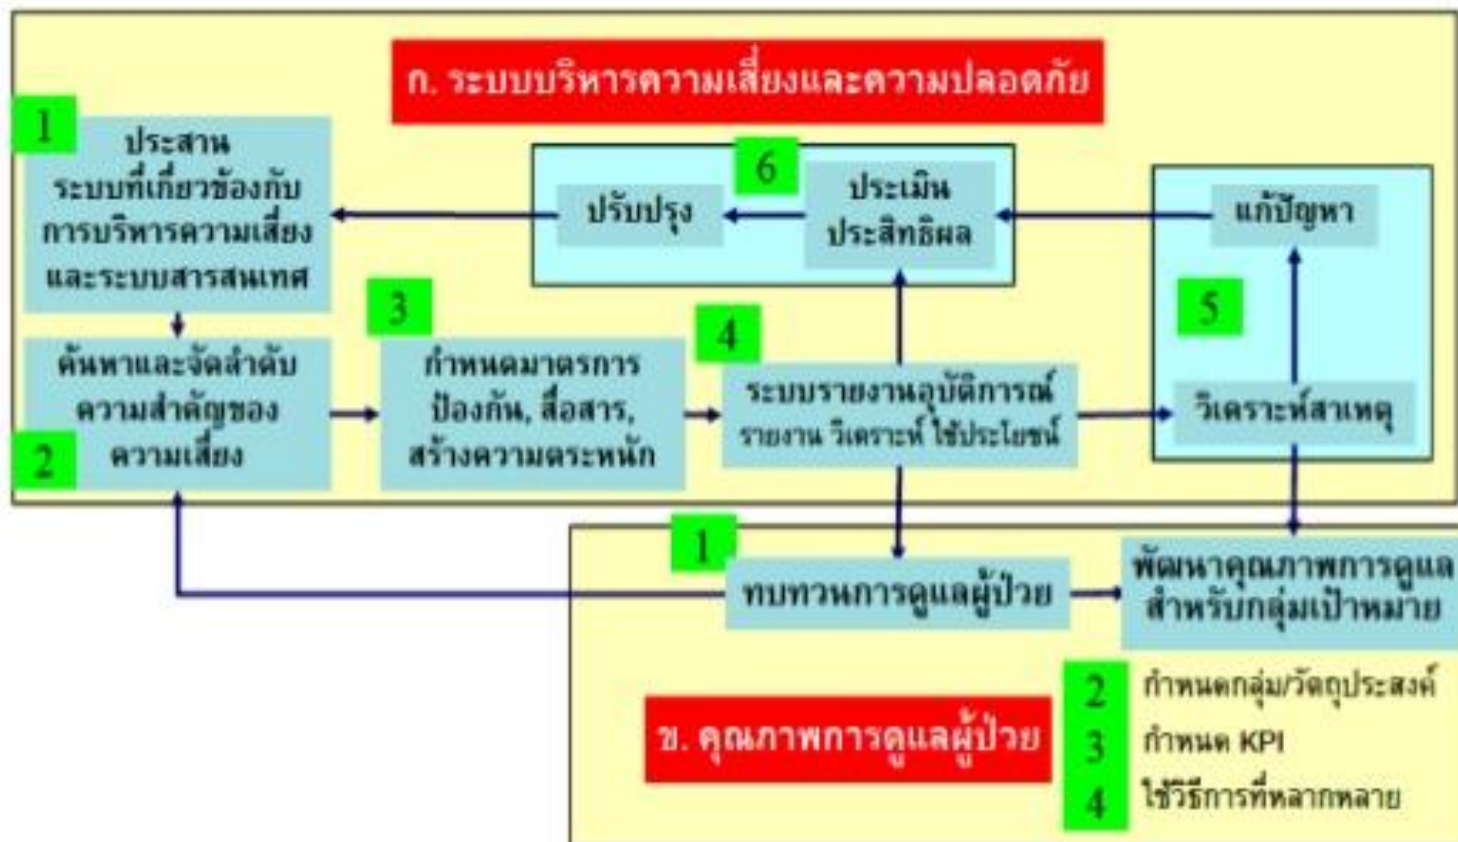 ก. ระบบบริหารความเสี่ยงและความปลอดภัย
1
ประสาน
ระบบที่เกี่ยวข้องกับ
การบริหารความเสี่ยง
และระบบสารสนเทศ
6
ปรับปรุง
ประเมิน
ประสิทธิผล
แก้ปัญหา
5
วิเคราะห์สาเหตุ
2
ค้นหาและจัดลำดับ
ความสำคัญของ
ความเสี่ยง
3
กำหนดมาตรการ
ป้องกัน, สื่อสาร,
สร้างความตระหนัก
4
ระบบรายงานอุบัติการณ์
รายงาน วิเคราะห์ ใช้ประโยชน์
1
ทบทวนการดูแลผู้ป่วย
พัฒนาคุณภาพการดูแล
สำหรับกลุ่มเป้าหมาย
ข. คุณภาพการดูแลผู้ป่วย
2 กำหนดกลุ่ม/วัตถุประสงค์
3 กำหนด KPI
4 ใช้วิธีการที่หลากหลาย